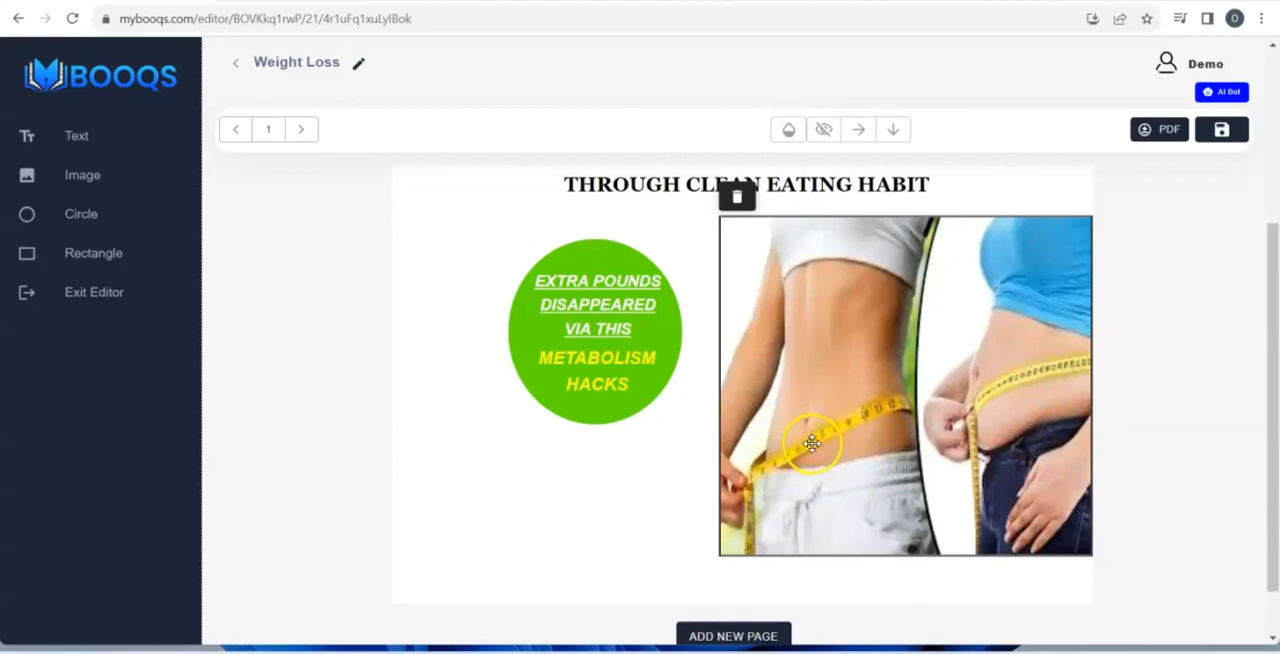 mybooqs.com/editor/BOVKkq1rwP/21/4r1uFq1xuLyIBok
BOOQS
Weight Loss
Demo
AI Bot
Text
Image
Circle
Rectangle
Exit Editor
1
PDF
THROUGH CLEAN EATING HABIT
EXTRA POUNDS
DISAPPEARED
VIA THIS
METABOLISM
HACKS
ADD NEW PAGE